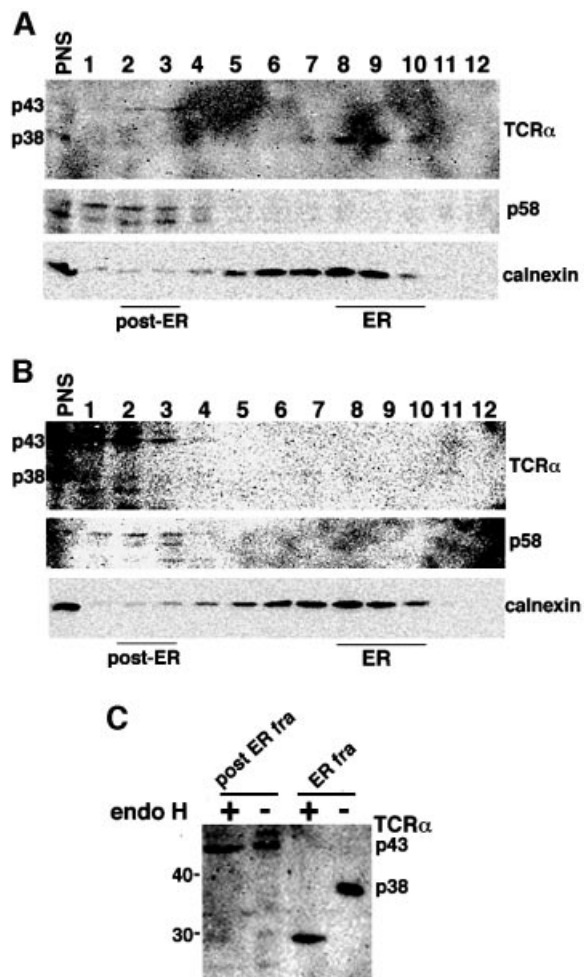 A
PNS 1 2 3 4 5 6 7 8 9 10 11 12
p43
p38
TCRα
p58
calnexin
post-ER ER
B
PNS 1 2 3 4 5 6 7 8 9 10 11 12
p43
p38
TCRα
p58
calnexin
post-ER ER
C
post ER fra ER fra
endo H + - + - TCRα
p43
40-
p38
30-